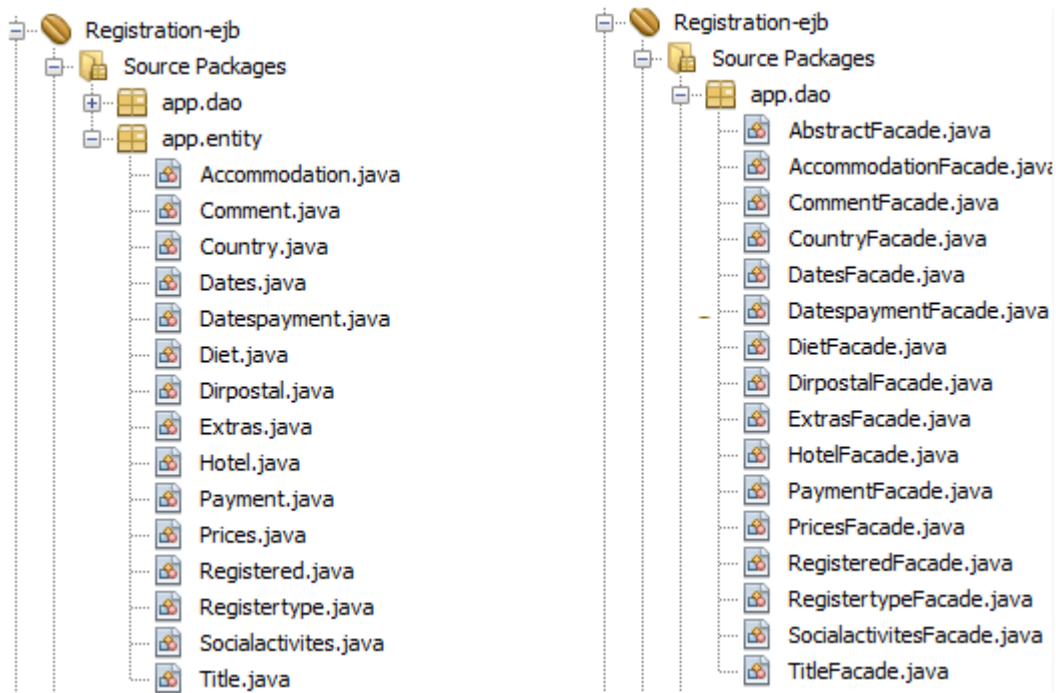 Registration-ejb
Source Packages
app.dao
app.entity
Accommodation.java
Comment.java
Country.java
Dates.java
Datespayment.java
Diet.java
Dirpostal.java
Extras.java
Hotel.java
Payment.java
Prices.java
Registered.java
Registertype.java
Socialactivites.java
Title.java
Registration-ejb
Source Packages
app.dao
AbstractFacade.java
AccommodationFacade.java
CommentFacade.java
CountryFacade.java
DatesFacade.java
DatespaymentFacade.java
DietFacade.java
DirpostalFacade.java
ExtrasFacade.java
HotelFacade.java
PaymentFacade.java
PricesFacade.java
RegisteredFacade.java
RegistertypeFacade.java
SocialactivitesFacade.java
TitleFacade.java